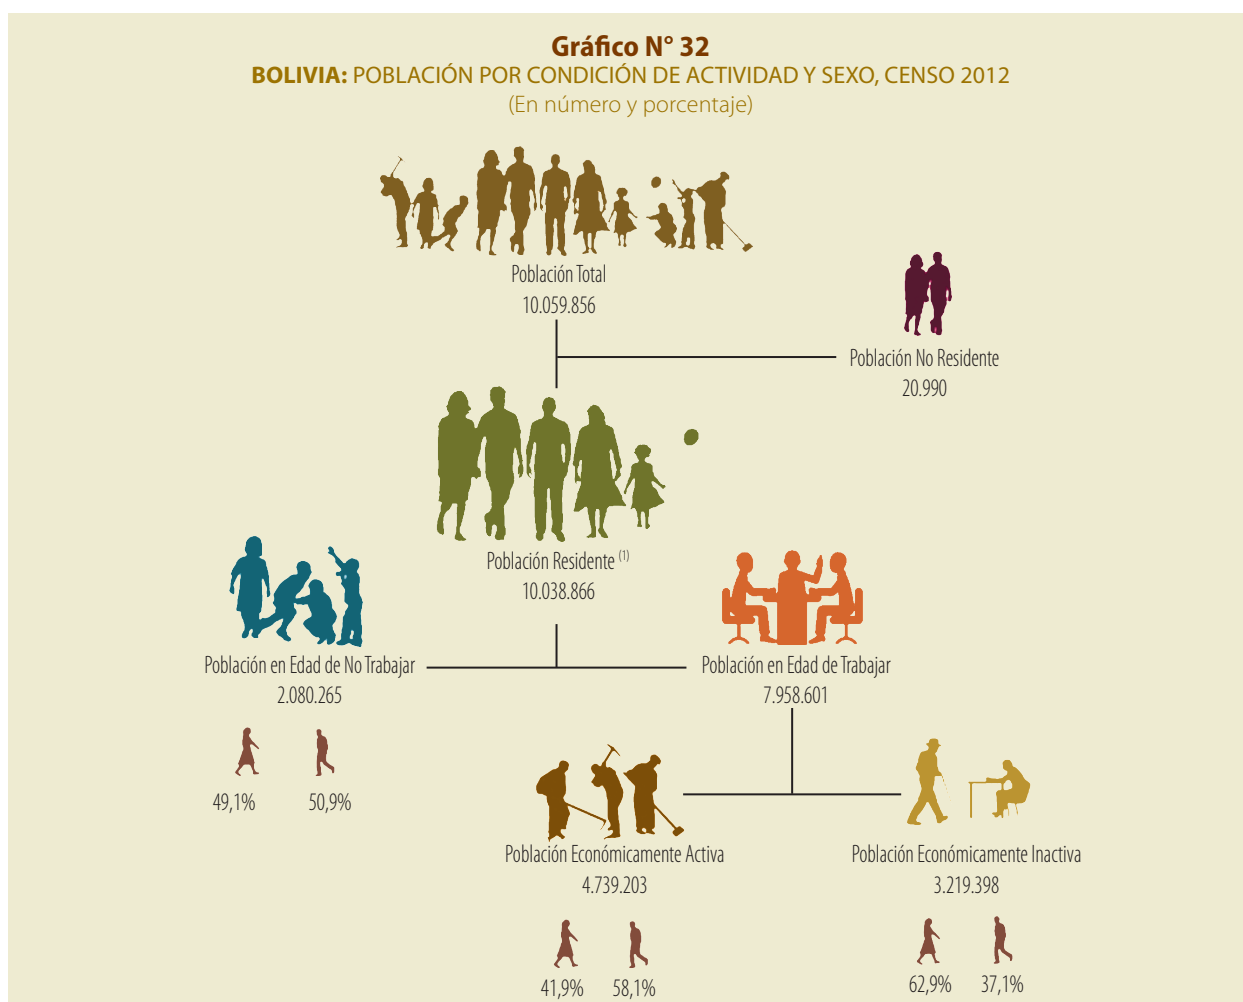 Gráfico N° 32
BOLIVIA: POBLACIÓN POR CONDICIÓN DE ACTIVIDAD Y SEXO, CENSO 2012
(En número y porcentaje)
Población Total
10.059.856
Población No Residente
20.990
Población Residente (1)
10.038.866
Población en Edad de No Trabajar
2.080.265
49,1% 50,9%
Población en Edad de Trabajar
7.958.601
Población Económicamente Activa
4.739.203
41,9% 58,1%
Población Económicamente Inactiva
3.219.398
62,9% 37,1%